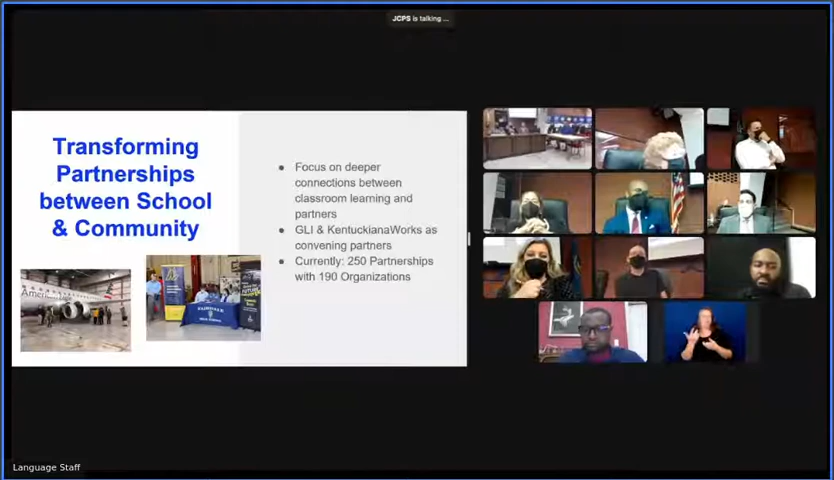 JCPS is talking ...
Transforming
Partnerships
between School
& Community
● Focus on deeper
connections between
classroom learning and
partners
● GLI & KentuckianaWorks as
convening partners
● Currently: 250 Partnerships
with 190 Organizations
American
Language Staff